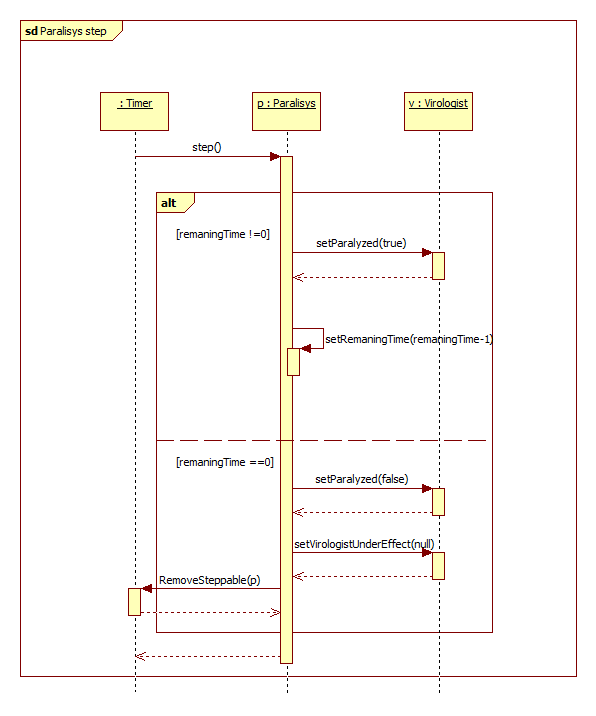 sd Paralisys step
: Timer
p : Paralisys
v : Virologist
step()
alt
[remaningTime !=0]
setParalyzed(true)
setRemaningTime(remaningTime-1)
[remaningTime ==0]
setParalyzed(false)
setVirologistUnderEffect(null)
RemoveSteppable(p)